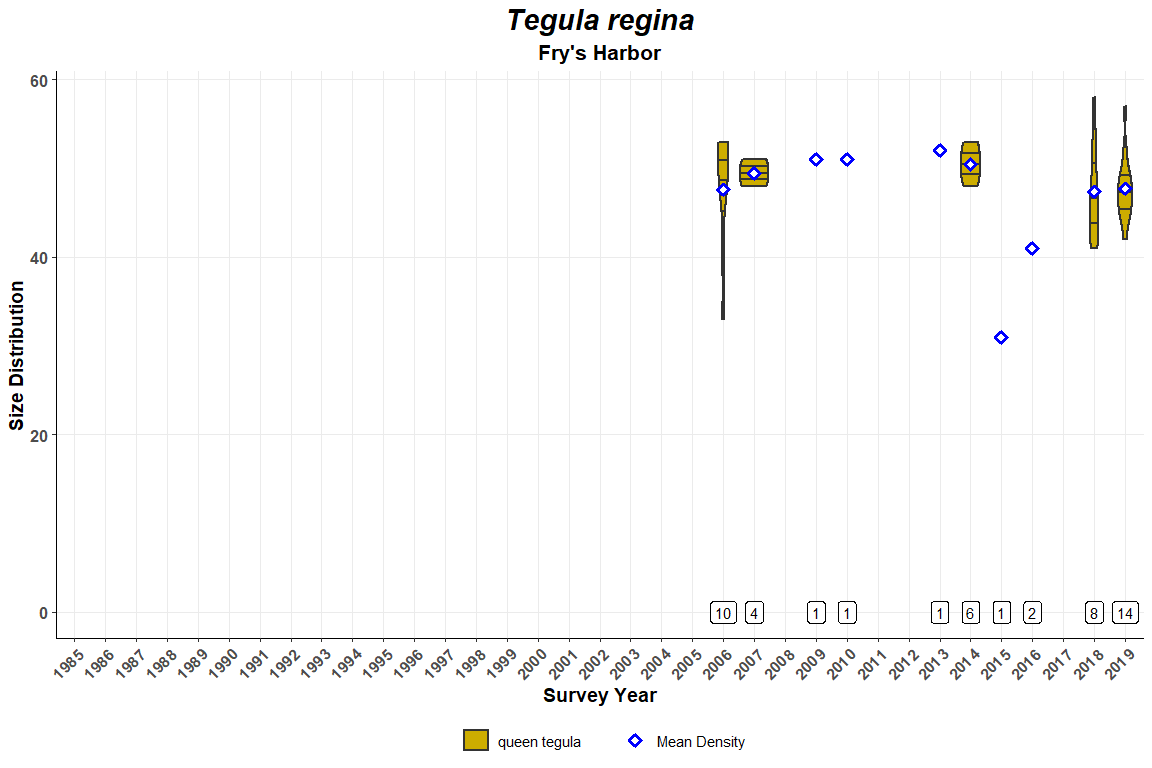 Tegula regina
Fry's Harbor
Size Distribution
60
40
20
0
10 4 1 1 1 6 1 2 8 14
1985 1986 1987 1988 1989 1990 1991 1992 1993 1994 1995 1996 1997 1998 1999 2000 2001 2002 2003 2004 2005 2006 2007 2008 2009 2010 2011 2012 2013 2014 2015 2016 2017 2018 2019
Survey Year
queen tegula Mean Density